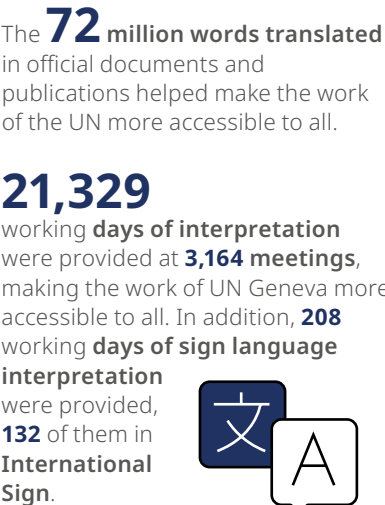 The 72 million words translated
in official documents and
publications helped make the work
of the UN more accessible to all.
21,329
working days of interpretation
were provided at 3,164 meetings,
making the work of UN Geneva more
accessible to all. In addition, 208
working days of sign language
interpretation
were provided,
132 of them in
International
Sign.
文
A